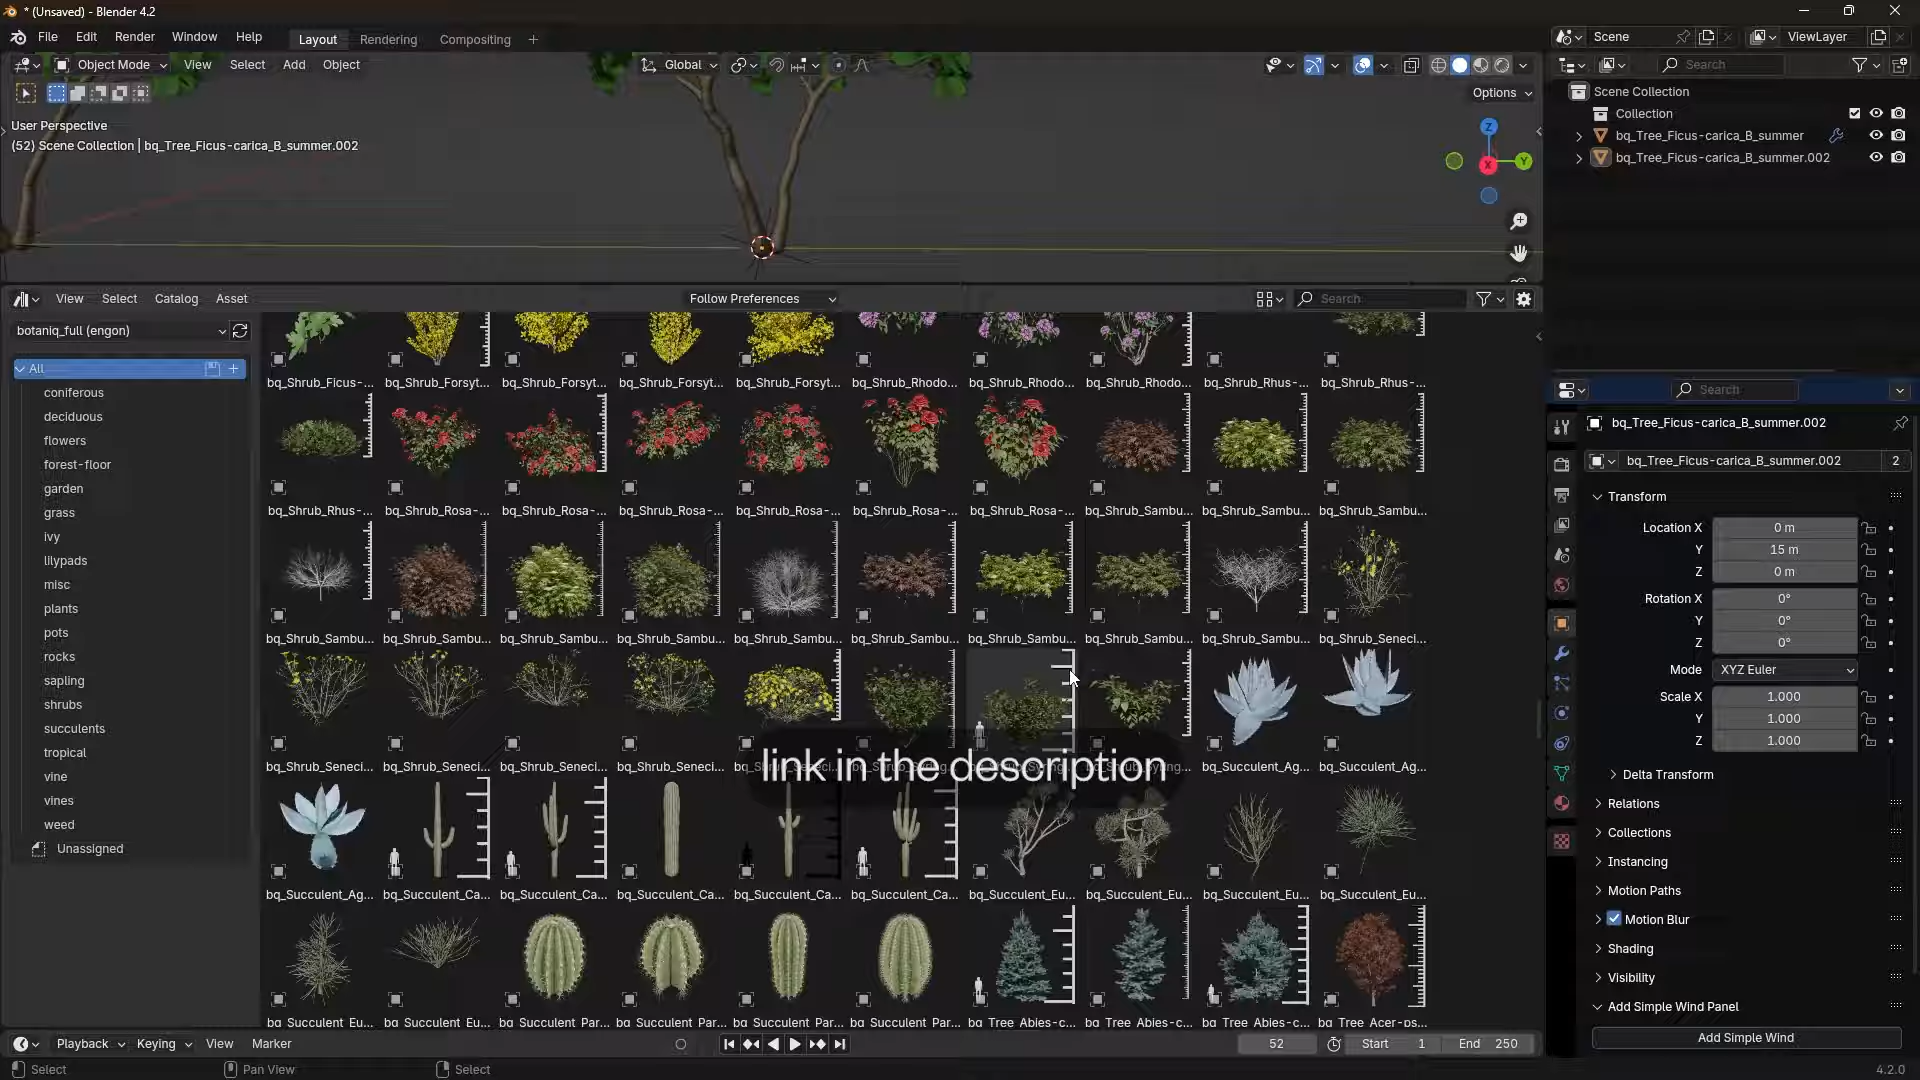 * (Unsaved) - Blender 4.2
File Edit Render Window Help Layout Rendering Compositing +
Scene ViewLayer
Object Mode View Select Add Object Global
Search
Options
Scene Collection
Collection
bq_Tree_Ficus-carica_B_summer
bq_Tree_Ficus-carica_B_summer.002
User Perspective
(52) Scene Collection | bq_Tree_Ficus-carica_B_summer.002
Z
Y
X
View Select Catalog Asset Follow Preferences Search
botaniq_full (engon)
All
coniferous
deciduous
flowers
forest-floor
garden
grass
ivy
lilypads
misc
plants
pots
rocks
sapling
shrubs
succulents
tropical
vine
vines
weed
Unassigned
bq_Shrub_Ficus-... bq_Shrub_Forsyt... bq_Shrub_Forsyt... bq_Shrub_Forsyt... bq_Shrub_Forsyt... bq_Shrub_Rhodo... bq_Shrub_Rhodo... bq_Shrub_Rhodo... bq_Shrub_Rhus-... bq_Shrub_Rhus-...
bq_Shrub_Rhus-... bq_Shrub_Rosa-... bq_Shrub_Rosa-... bq_Shrub_Rosa-... bq_Shrub_Rosa-... bq_Shrub_Rosa-... bq_Shrub_Rosa-... bq_Shrub_Sambu... bq_Shrub_Sambu... bq_Shrub_Sambu...
bq_Shrub_Sambu... bq_Shrub_Sambu... bq_Shrub_Sambu... bq_Shrub_Sambu... bq_Shrub_Sambu... bq_Shrub_Sambu... bq_Shrub_Sambu... bq_Shrub_Sambu... bq_Shrub_Sambu... bq_Shrub_Seneci...
bq_Shrub_Seneci... bq_Shrub_Seneci... bq_Shrub_Seneci... bq_Shrub_Seneci... bq_Succulent_Ag... bq_Succulent_Ag...
link in the description
bq_Succulent_Ag... bq_Succulent_Ca... bq_Succulent_Ca... bq_Succulent_Ca... bq_Succulent_Ca... bq_Succulent_Ca... bq_Succulent_Eu... bq_Succulent_Eu... bq_Succulent_Eu... bq_Succulent_Eu...
bq_Succulent_Eu... bq_Succulent_Eu... bq_Succulent_Par... bq_Succulent_Par... bq_Succulent_Par... bq_Succulent_Par... bq_Tree_Abies-c... bq_Tree_Abies-c... bq_Tree_Abies-c... bq_Tree_Acer-ps...
Search
bq_Tree_Ficus-carica_B_summer.002
bq_Tree_Ficus-carica_B_summer.002 2
Transform
Location X 0 m
Y 15 m
Z 0 m
Rotation X 0°
Y 0°
Z 0°
Mode XYZ Euler
Scale X 1.000
Y 1.000
Z 1.000
Delta Transform
Relations
Collections
Instancing
Motion Paths
Motion Blur
Shading
Visibility
Add Simple Wind Panel
Add Simple Wind
Playback Keying View Marker 52 Start 1 End 250
Select Pan View Select 4.2.0